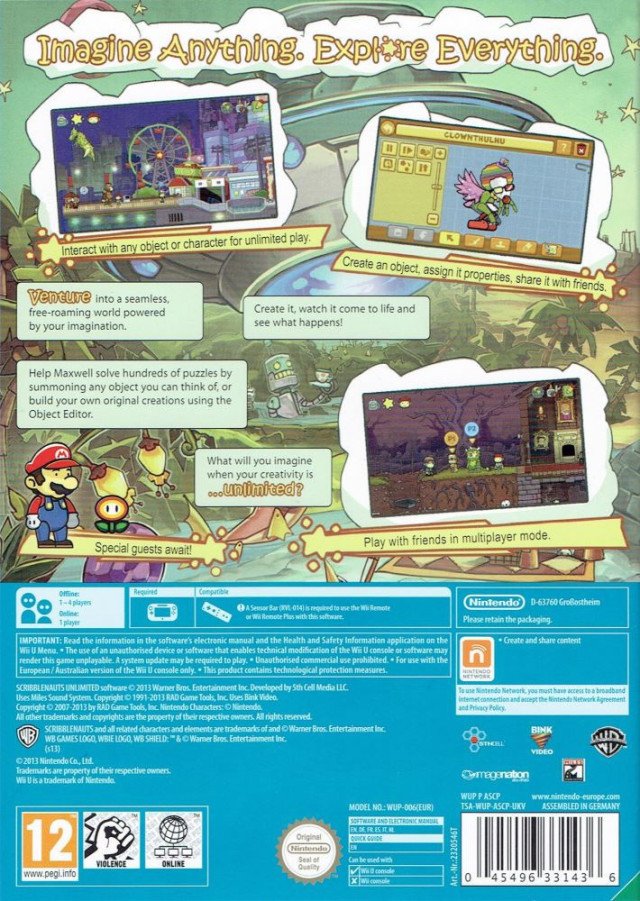 Imagine Anything. Explore Everything.
Interact with any object or character for unlimited play.
CLOWNTHULHU
Create an object, assign it properties, share it with friends.
Venture into a seamless,
free-roaming world powered
by your imagination.
Create it, watch it come to life and
see what happens!
Help Maxwell solve hundreds of puzzles by
summoning any object you can think of, or
build your own original creations using the
Object Editor.
P1
P2
What will you imagine
when your creativity is
...unlimited?
Special guests await!
Play with friends in multiplayer mode.
Offline:
1–4 players
Online:
1 player
Required
Compatible
A Sensor Bar (RVL-014) is required to use the Wii Remote
or Wii Remote Plus with this software.
Nintendo
D-63760 Großostheim
Please retain the packaging.
IMPORTANT: Read the information in the software's electronic manual and the Health and Safety Information application on the
Wii U Menu. • The use of an unauthorised device or software that enables technical modification of the Wii U console or software may
render this game unplayable. A system update may be required to play. • Unauthorised commercial use prohibited. • For use with the
European / Australian version of the Wii U console only. • This product contains technological protection measures.
• Create and share content
To use Nintendo Network, you must have access to a broadband
internet connection and accept the Nintendo Network Agreement
and Privacy Policy.
SCRIBBLENAUTS UNLIMITED software © 2013 Warner Bros. Entertainment Inc. Developed by 5th Cell Media LLC.
Uses Miles Sound System. Copyright © 1991-2013 RAD Game Tools, Inc. Uses Bink Video.
Copyright © 2007-2013 by RAD Game Tools, Inc. Nintendo Characters: © Nintendo.
All other trademarks and copyrights are the property of their respective owners. All rights reserved.
SCRIBBLENAUTS and all related characters and elements are trademarks of and © Warner Bros. Entertainment Inc.
WB GAMES LOGO, WBIE LOGO, WB SHIELD: ™ & © Warner Bros. Entertainment Inc.
(s13)
© 2013 Nintendo Co., Ltd.
Trademarks are property of their respective owners.
Wii U is a trademark of Nintendo.
5TH CELL
BINK
VIDEO
imagination
MILES
WUP P ASCP
www.nintendo-europe.com
TSA-WUP-ASCP-UKV
ASSEMBLED IN GERMANY
MODEL NO.: WUP-006(EUR)
SOFTWARE AND ELECTRONIC MANUAL
EN, DE, FR, ES, IT, NL
QUICK GUIDE
EN
Can be used with
Wii U console
Wii console
Art.-Nr.: 2320546T
12
www.pegi.info
VIOLENCE
ONLINE
Original
Nintendo
Seal of
Quality
0 45496 33143 6